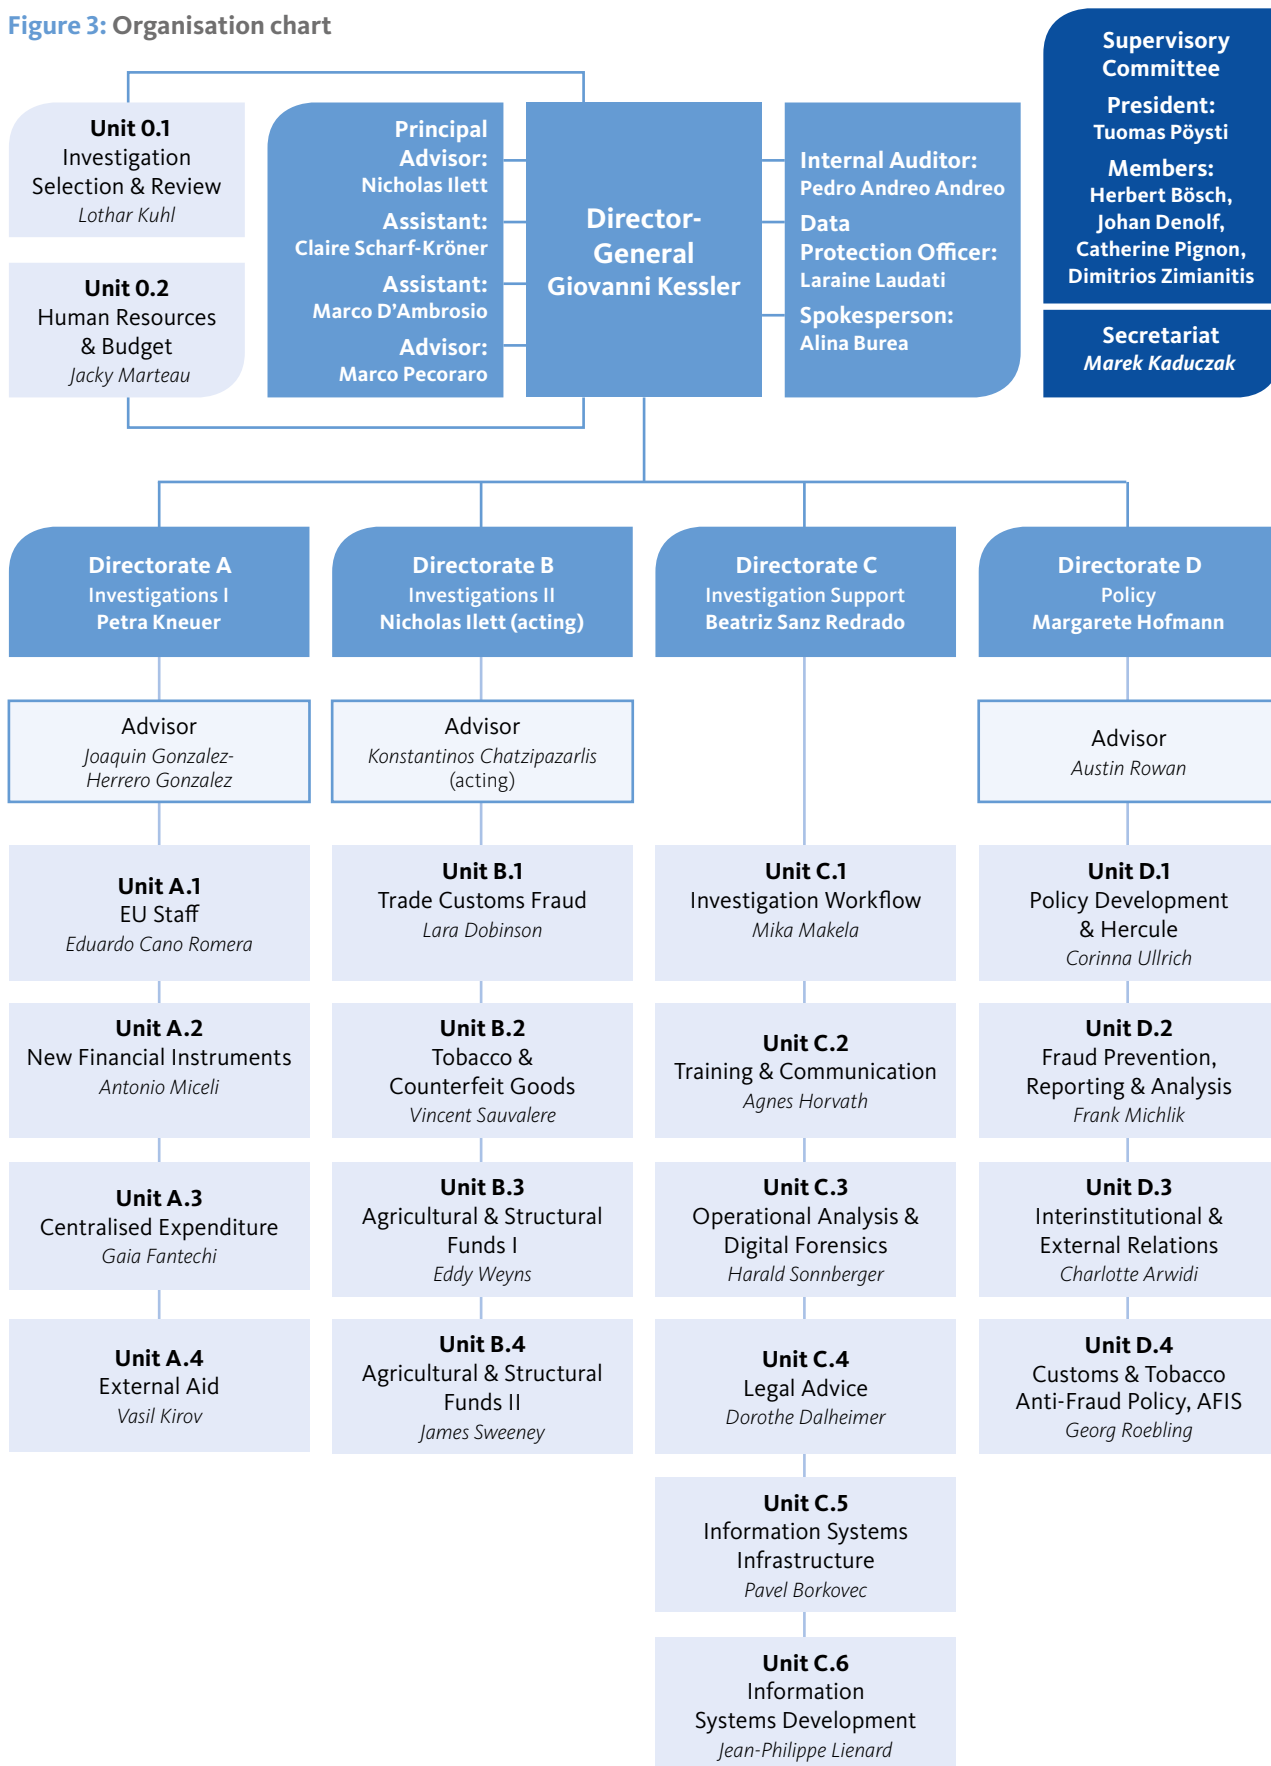 Figure 3: Organisation chart
Unit 0.1
Investigation
Selection & Review
Lothar Kuhl
Unit 0.2
Human Resources
& Budget
Jacky Marteau
Principal
Advisor:
Nicholas Ilett
Assistant:
Claire Scharf-Kröner
Assistant:
Marco D’Ambrosio
Advisor:
Marco Pecoraro
Director-
General
Giovanni Kessler
Internal Auditor:
Pedro Andreo Andreo
Data
Protection Officer:
Laraine Laudati
Spokesperson:
Alina Burea
Supervisory
Committee
President:
Tuomas Pöysti
Members:
Herbert Bösch,
Johan Denolf,
Catherine Pignon,
Dimitrios Zimianitis
Secretariat
Marek Kaduczak
Directorate A
Investigations I
Petra Kneuer
Advisor
Joaquin Gonzalez-
Herrero Gonzalez
Unit A.1
EU Staff
Eduardo Cano Romera
Unit A.2
New Financial Instruments
Antonio Miceli
Unit A.3
Centralised Expenditure
Gaia Fantechi
Unit A.4
External Aid
Vasil Kirov
Directorate B
Investigations II
Nicholas Ilett (acting)
Advisor
Konstantinos Chatzipazarlis
(acting)
Unit B.1
Trade Customs Fraud
Lara Dobinson
Unit B.2
Tobacco &
Counterfeit Goods
Vincent Sauvalere
Unit B.3
Agricultural & Structural
Funds I
Eddy Weyns
Unit B.4
Agricultural & Structural
Funds II
James Sweeney
Directorate C
Investigation Support
Beatriz Sanz Redrado
Unit C.1
Investigation Workflow
Mika Makela
Unit C.2
Training & Communication
Agnes Horvath
Unit C.3
Operational Analysis &
Digital Forensics
Harald Sonnberger
Unit C.4
Legal Advice
Dorothe Dalheimer
Unit C.5
Information Systems
Infrastructure
Pavel Borkovec
Unit C.6
Information
Systems Development
Jean-Philippe Lienard
Directorate D
Policy
Margarete Hofmann
Advisor
Austin Rowan
Unit D.1
Policy Development
& Hercule
Corinna Ullrich
Unit D.2
Fraud Prevention,
Reporting & Analysis
Frank Michlik
Unit D.3
Interinstitutional &
External Relations
Charlotte Arwidi
Unit D.4
Customs & Tobacco
Anti-Fraud Policy, AFIS
Georg Roebling